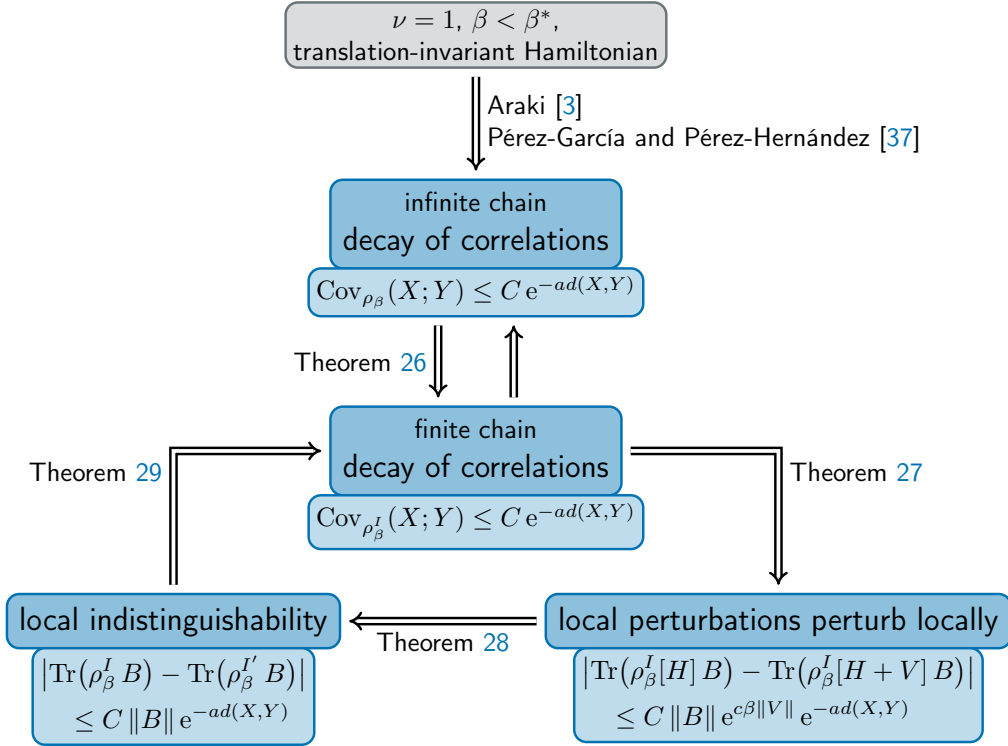 ν = 1, β < β*,
translation-invariant Hamiltonian
Araki [3]
Pérez-García and Pérez-Hernández [37]
infinite chain
decay of correlations
Cov_{ρ_β}(X; Y) ≤ C e^{−ad(X,Y)}
Theorem 26
finite chain
decay of correlations
Cov_{ρ_β^I}(X; Y) ≤ C e^{−ad(X,Y)}
Theorem 29
Theorem 27
local indistinguishability
|Tr(ρ_β^I B) − Tr(ρ_β^{I′} B)|
≤ C ‖B‖ e^{−ad(X,Y)}
Theorem 28
local perturbations perturb locally
|Tr(ρ_β^I[H] B) − Tr(ρ_β^I[H + V] B)|
≤ C ‖B‖ e^{cβ‖V‖} e^{−ad(X,Y)}